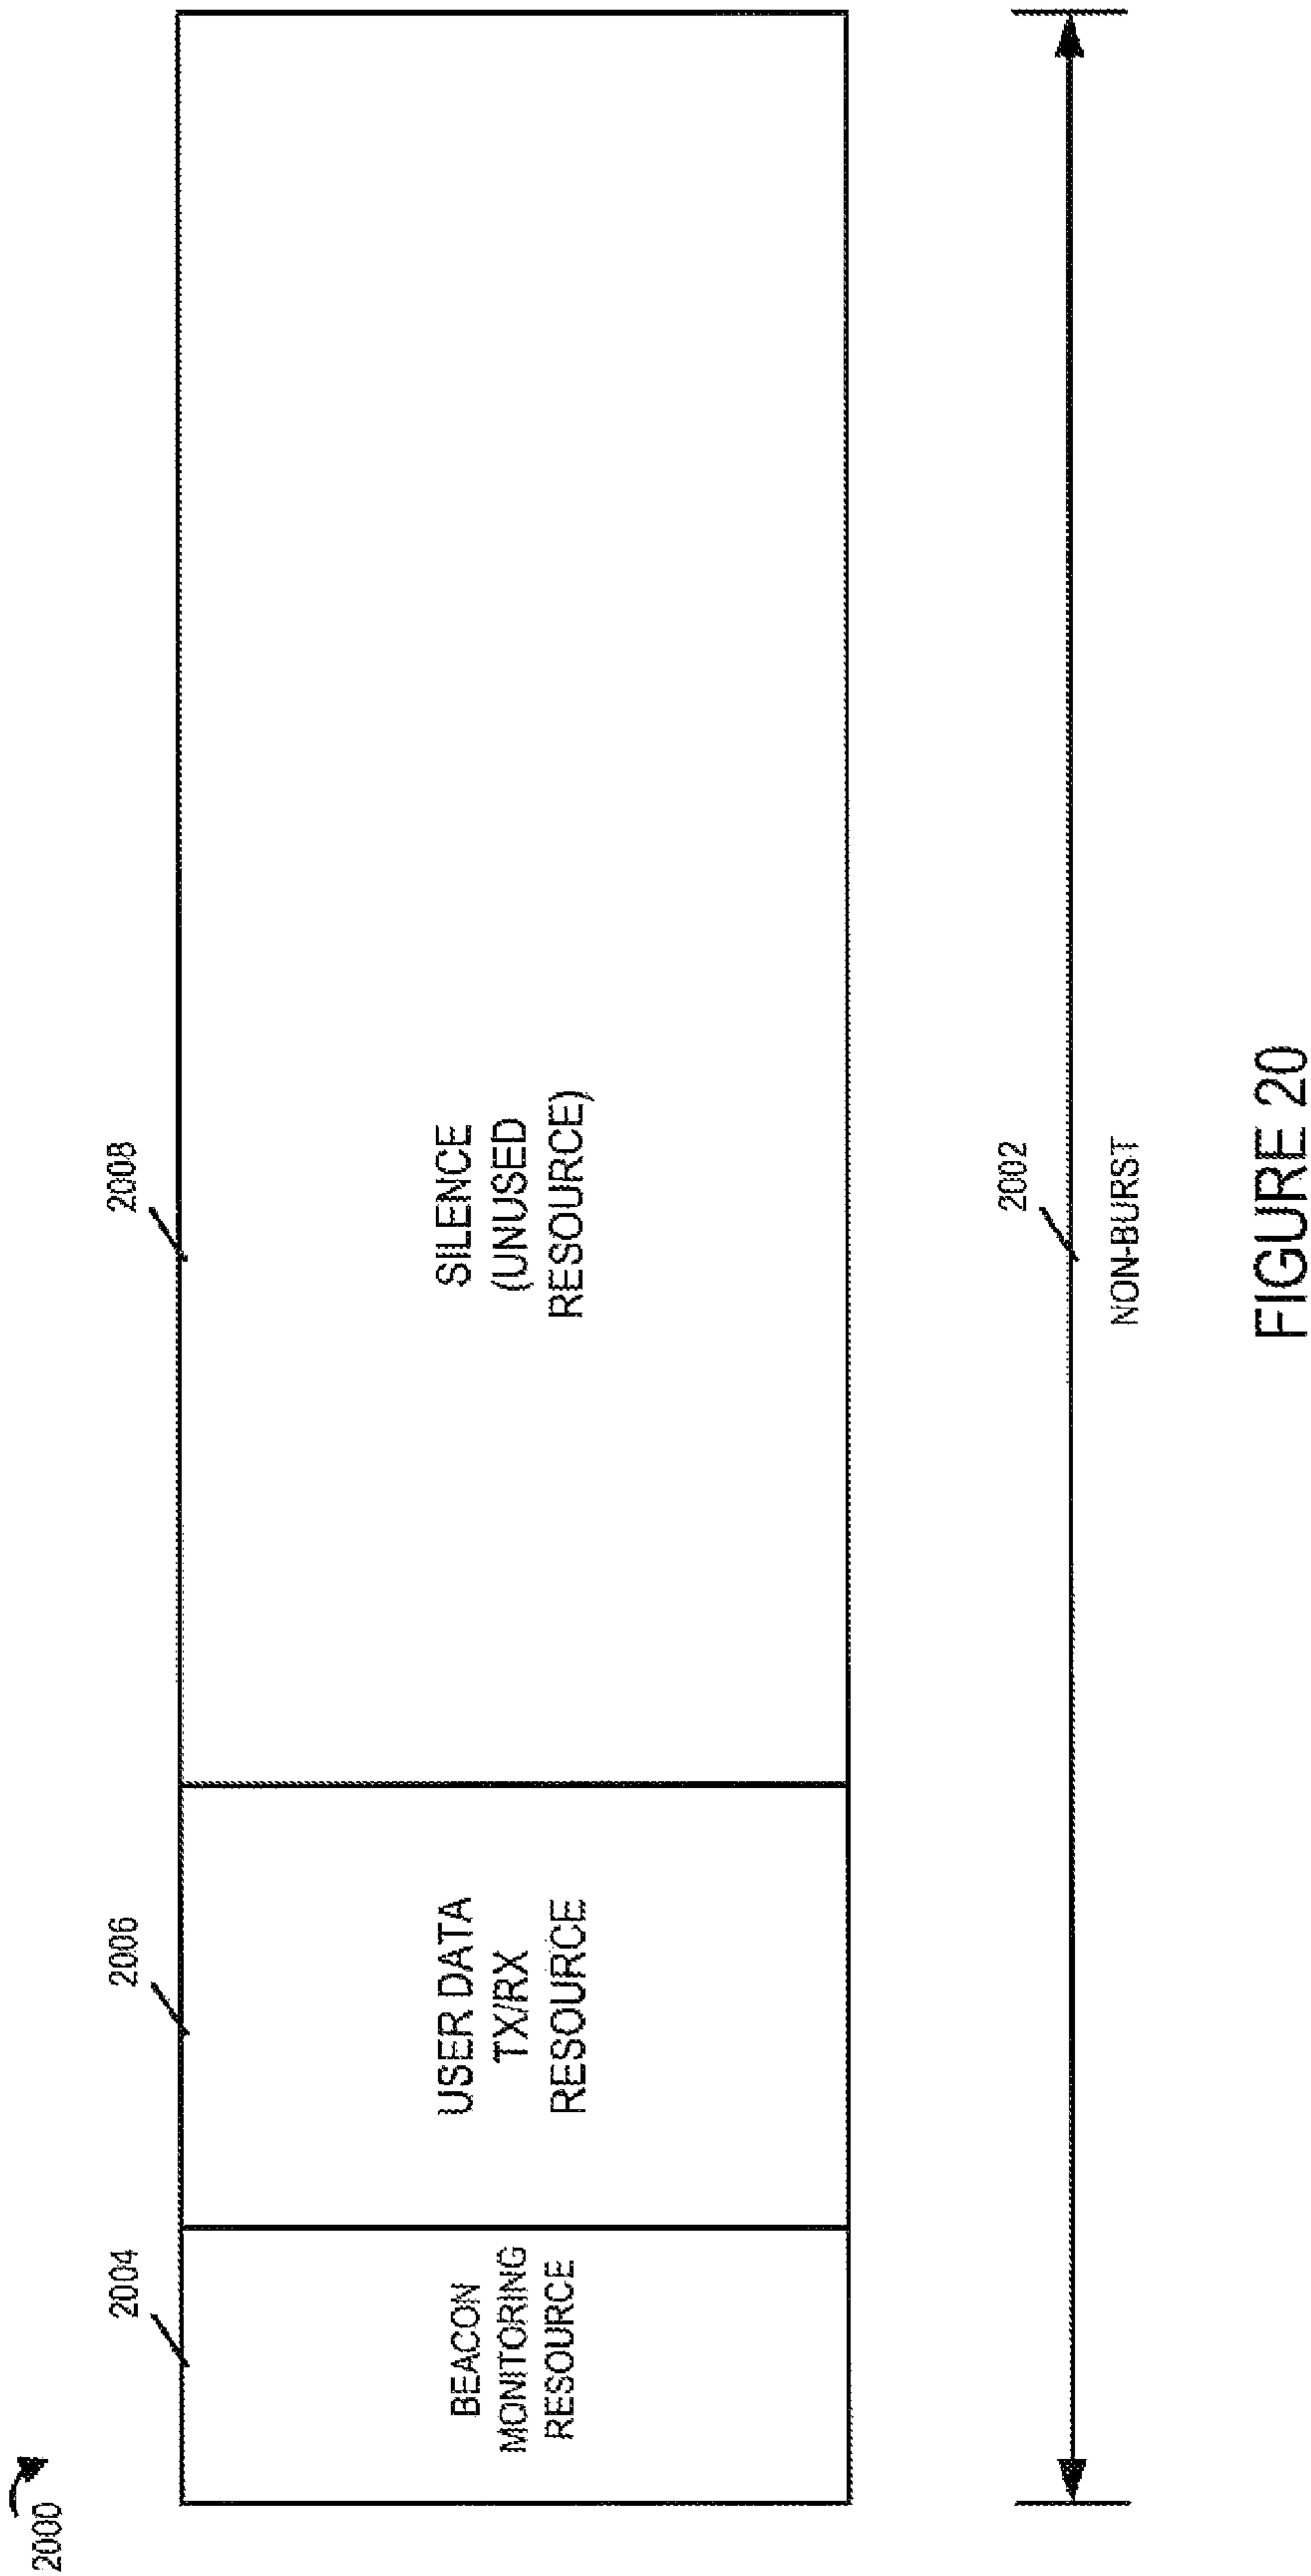 2000
2004
2006
2008
BEACON
MONITORING
RESOURCE
USER DATA
TX/RX
RESOURCE
SILENCE
(UNUSED
RESOURCE)
2002
NON-BURST
FIGURE 20